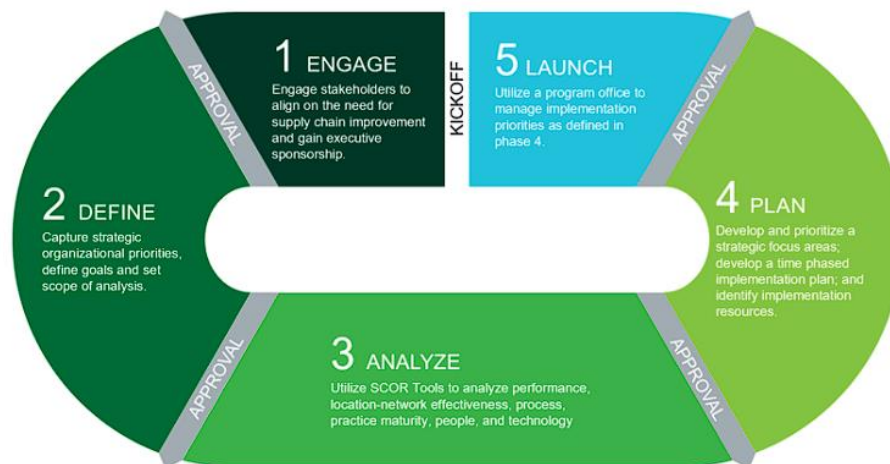 1 ENGAGE
Engage stakeholders to
align on the need for
supply chain improvement
and gain executive
sponsorship.
KICKOFF
5 LAUNCH
Utilize a program office to
manage implementation
priorities as defined in
phase 4.
APPROVAL
APPROVAL
2 DEFINE
Capture strategic
organizational priorities,
define goals and set
scope of analysis.
4 PLAN
Develop and prioritize a
strategic focus areas;
develop a time phased
implementation plan; and
identify implementation
resources.
APPROVAL
APPROVAL
3 ANALYZE
Utilize SCOR Tools to analyze performance,
location-network effectiveness, process,
practice maturity, people, and technology